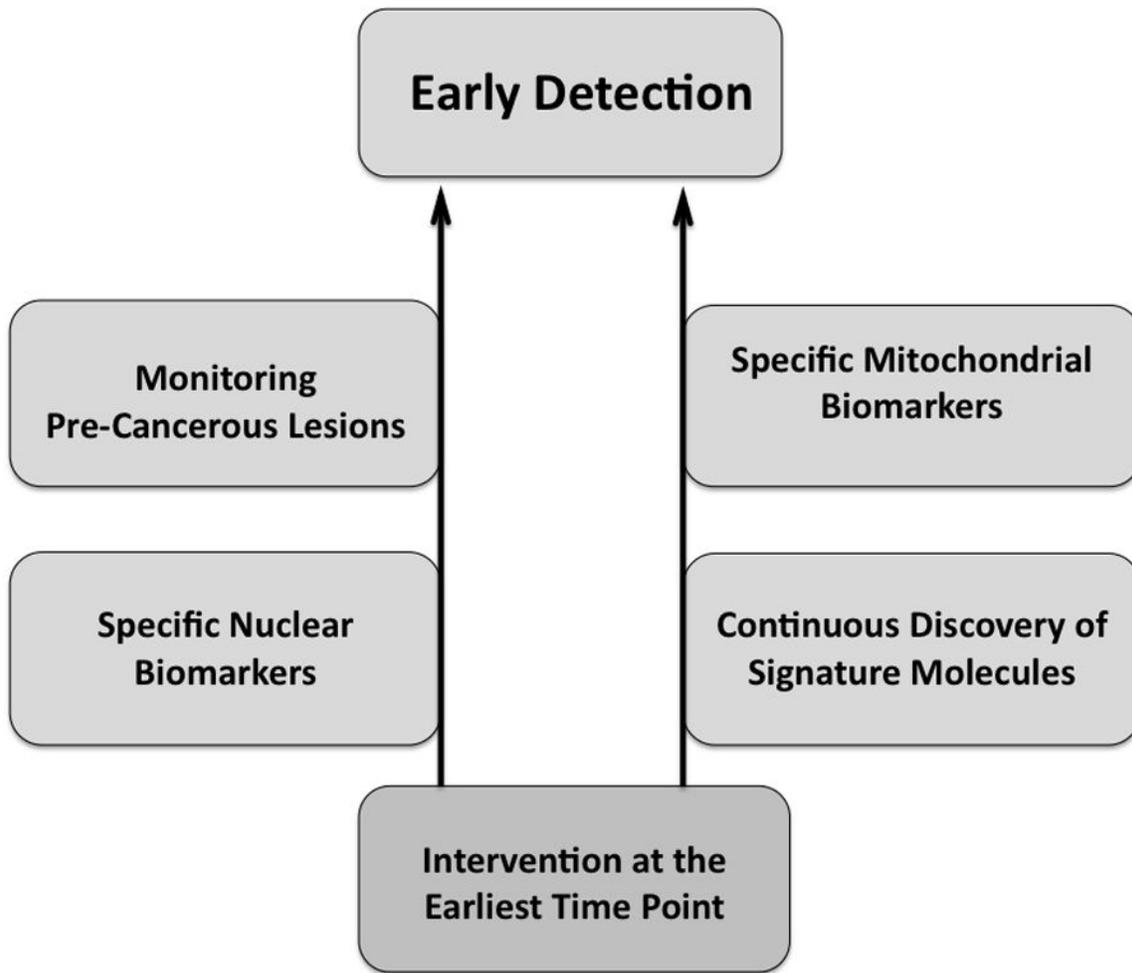 Early Detection
Monitoring
Pre-Cancerous Lesions
Specific Mitochondrial
Biomarkers
Specific Nuclear
Biomarkers
Continuous Discovery of
Signature Molecules
Intervention at the
Earliest Time Point